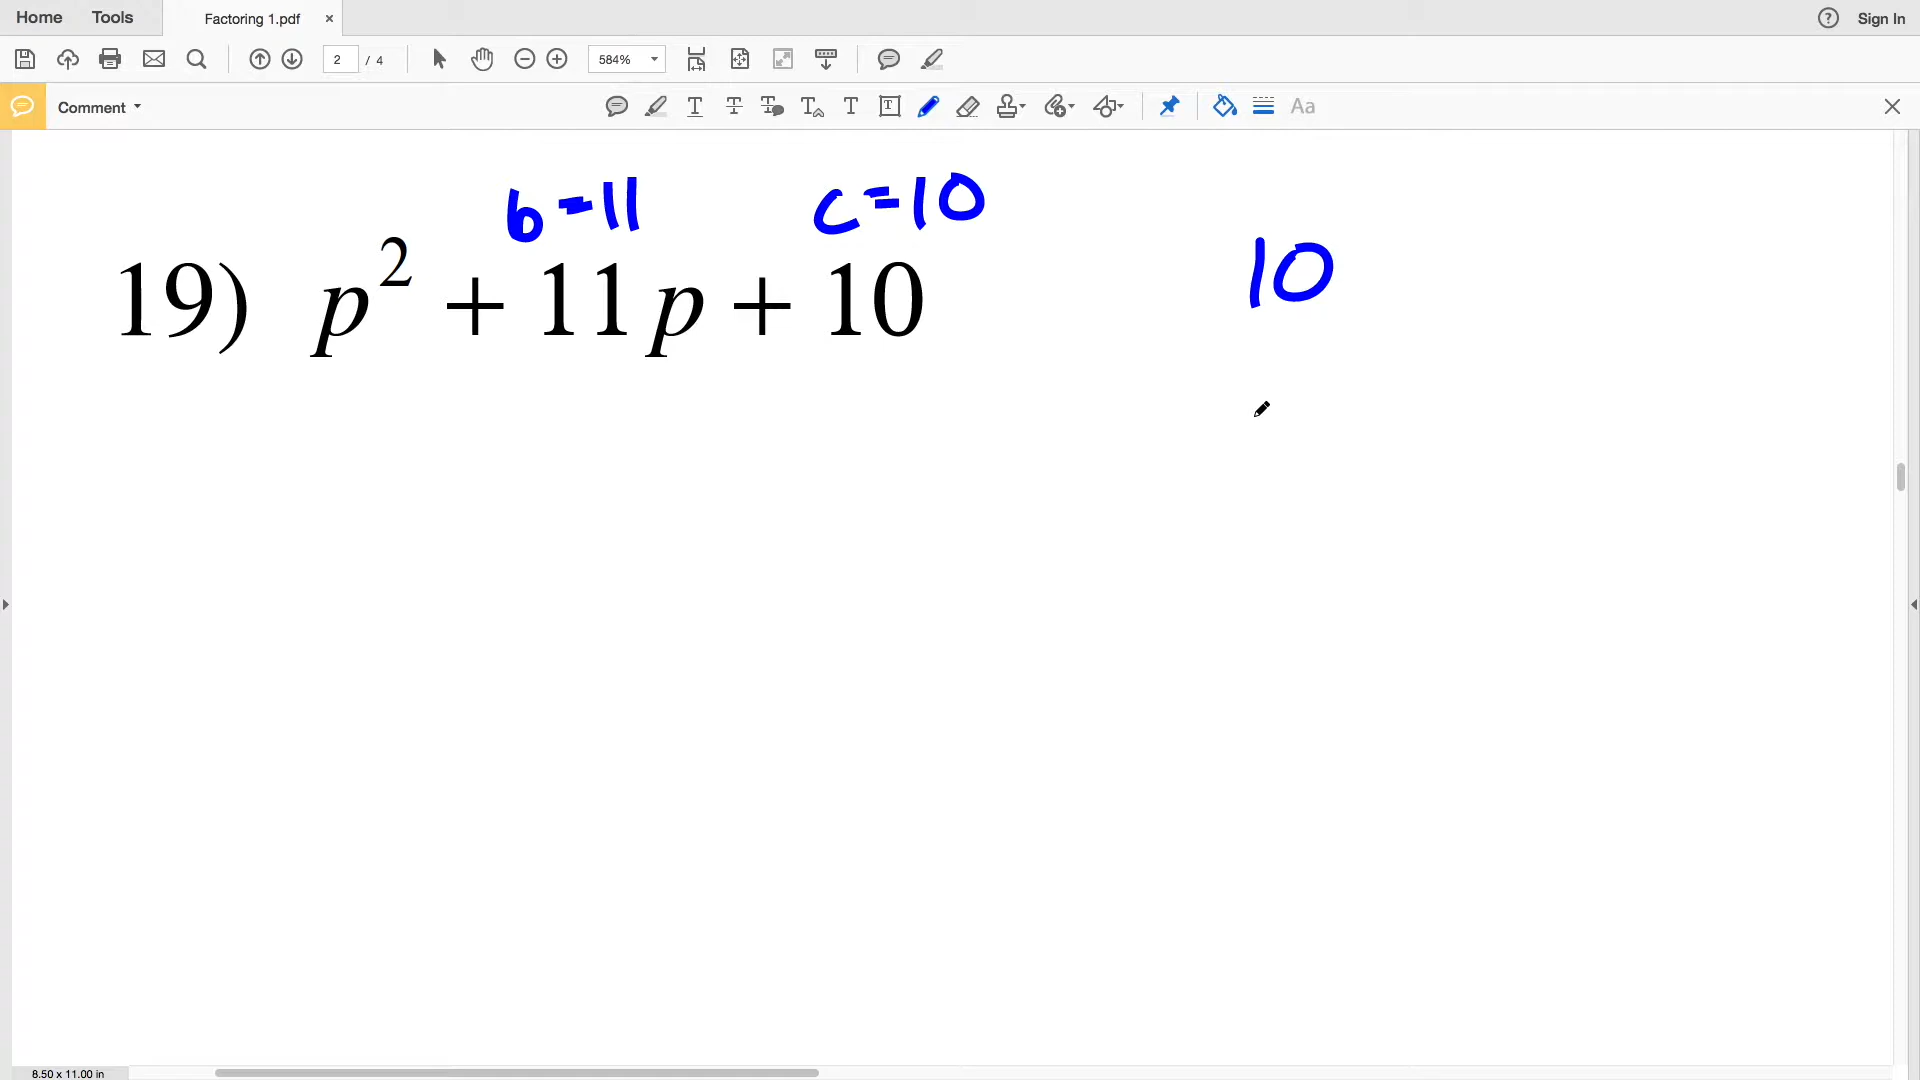 Home Tools Factoring 1.pdf × ? Sign In
2 / 4 584%
Comment Aa
b=11 c=10
10
19) p² + 11p + 10
8.50 x 11.00 in